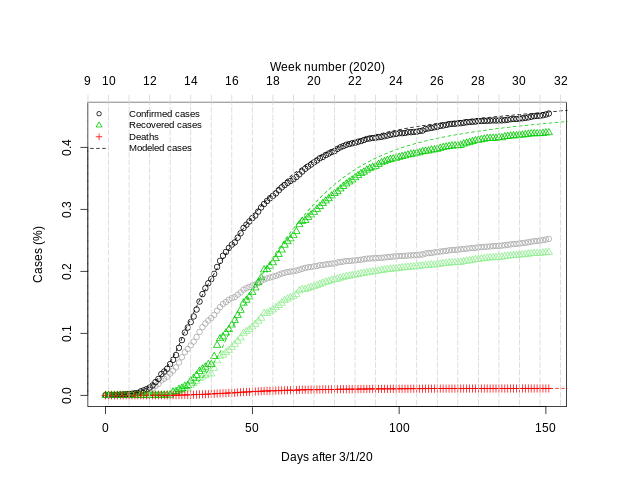 Week number (2020)
9 10 12 14 16 18 20 22 24 26 28 30 32
Confirmed cases
Recovered cases
Deaths
Modeled cases
Cases (%)
0.4
0.3
0.2
0.1
0.0
0 50 100 150
Days after 3/1/20